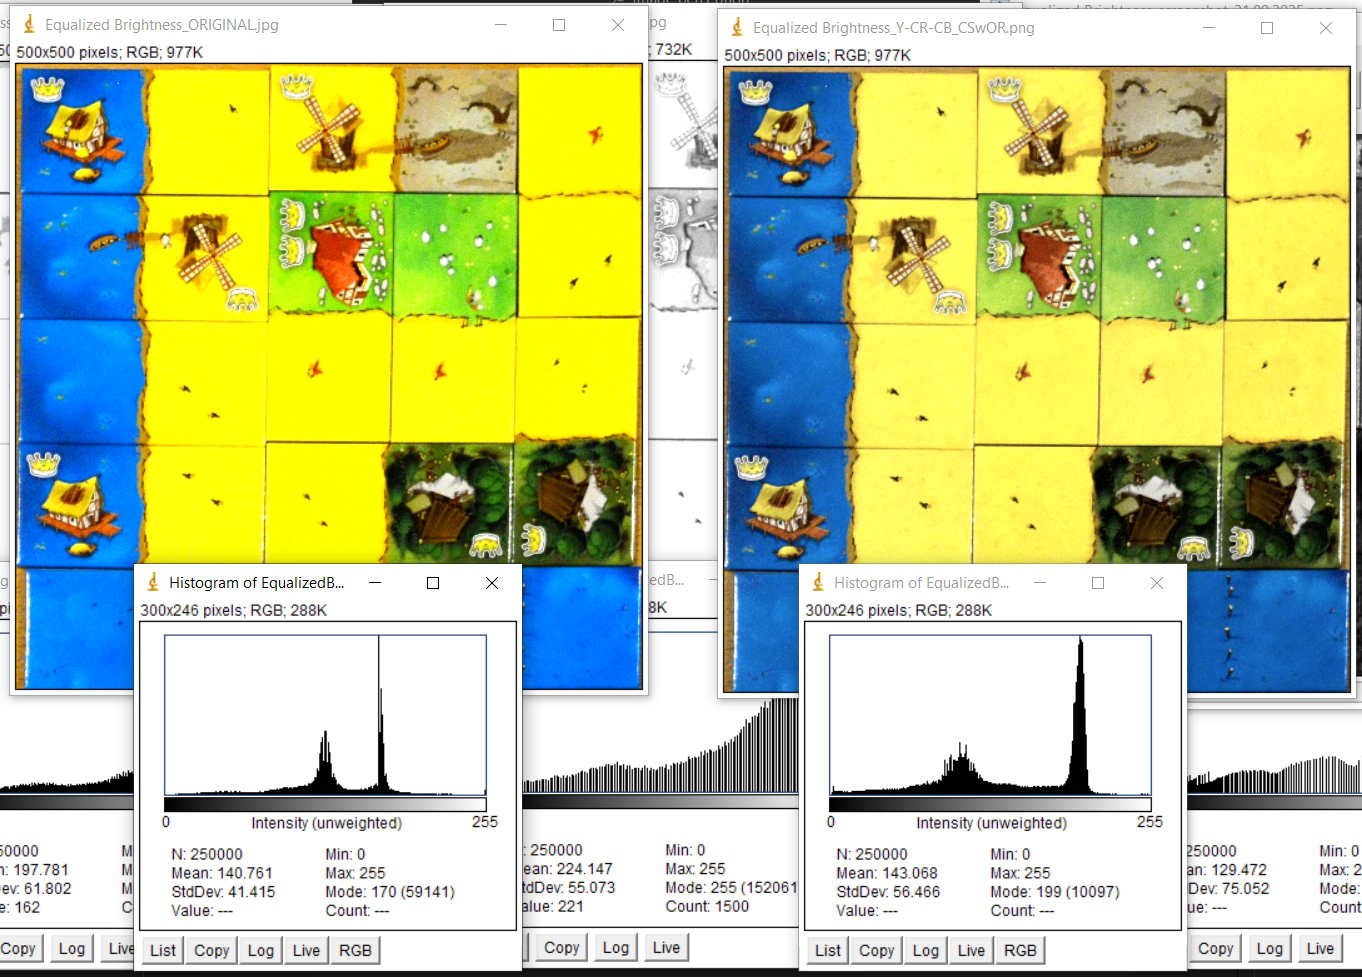 Equalized Brightness_ORIGINAL.jpg
500x500 pixels; RGB; 977K
pg
; 732K
Equalized Brightness_Y-CR-CB_CSwOR.png
500x500 pixels; RGB; 977K
Histogram of EqualizedB...
300x246 pixels; RGB; 288K
0
Intensity (unweighted)
255
N: 250000
Min: 0
Mean: 140.761
Max: 255
StdDev: 41.415
Mode: 170 (59141)
Value: ---
Count: ---
List
Copy
Log
Live
RGB
edB...
8K
Histogram of EqualizedB...
300x246 pixels; RGB; 288K
0
Intensity (unweighted)
255
N: 250000
Min: 0
Mean: 143.068
Max: 255
StdDev: 56.466
Mode: 199 (10097)
Value: ---
Count: ---
List
Copy
Log
Live
RGB
50000
M
n: 197.781
M
ev: 61.802
M
e: 162
C
Copy
Log
Live
: 250000
Min: 0
ean: 224.147
Max: 255
tdDev: 55.073
Mode: 255 (152061
alue: 221
Count: 1500
Copy
Log
Live
250000
Min: 0
an: 129.472
Max: 2
Dev: 75.052
Mode:
ue: ---
Count
Copy
Log
Live